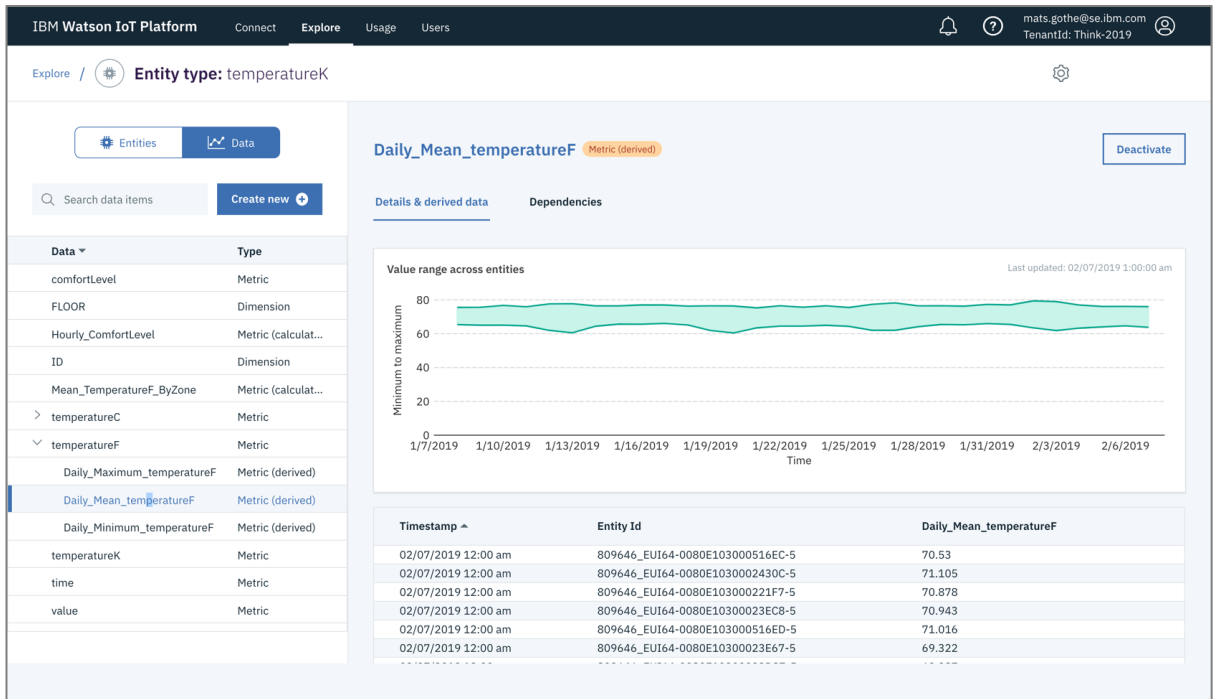 IBM Watson IoT Platform Connect Explore Usage Users mats.gothe@se.ibm.com
TenantId: Think-2019
Explore / Entity type: temperatureK
Entities Data
Search data items Create new
Data Type
comfortLevel Metric
FLOOR Dimension
Hourly_ComfortLevel Metric (calculat...
ID Dimension
Mean_TemperatureF_ByZone Metric (calculat...
temperatureC Metric
temperatureF Metric
Daily_Maximum_temperatureF Metric (derived)
Daily_Mean_temperatureF Metric (derived)
Daily_Minimum_temperatureF Metric (derived)
temperatureK Metric
time Metric
value Metric
Daily_Mean_temperatureF Metric (derived) Deactivate
Details & derived data Dependencies
Value range across entities Last updated: 02/07/2019 1:00:00 am
Minimum to maximum
80
60
40
20
0
1/7/2019 1/10/2019 1/13/2019 1/16/2019 1/19/2019 1/22/2019 1/25/2019 1/28/2019 1/31/2019 2/3/2019 2/6/2019
Time
Timestamp Entity Id Daily_Mean_temperatureF
02/07/2019 12:00 am 809646_EUI64-0080E103000516EC-5 70.53
02/07/2019 12:00 am 809646_EUI64-0080E1030002430C-5 71.105
02/07/2019 12:00 am 809646_EUI64-0080E103000221F7-5 70.878
02/07/2019 12:00 am 809646_EUI64-0080E10300023EC8-5 70.943
02/07/2019 12:00 am 809646_EUI64-0080E103000516ED-5 71.016
02/07/2019 12:00 am 809646_EUI64-0080E10300023E67-5 69.322